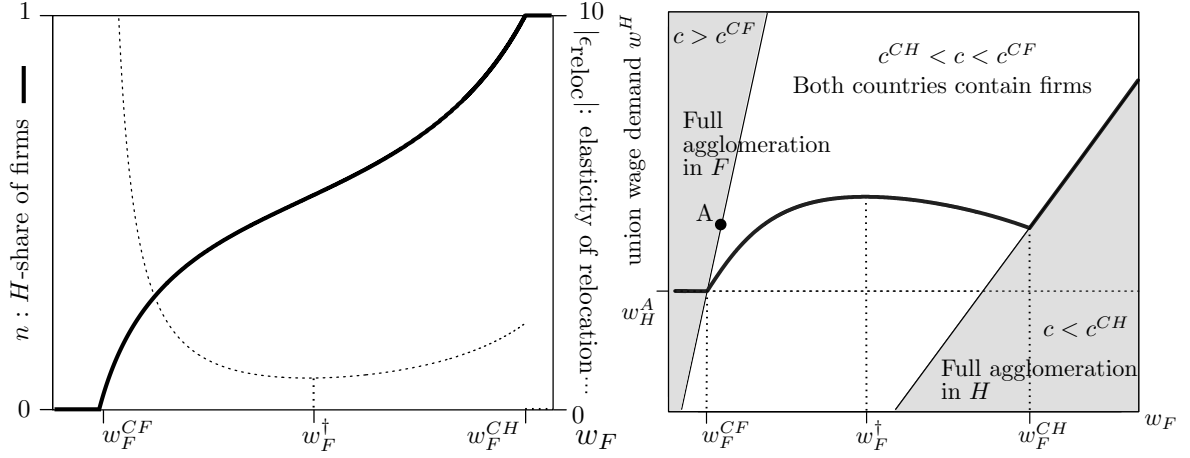 1
n : H-share of firms
0
w_F^{CF}
w_F^†
w_F^{CH}
w_F
10
|ϵ_reloc|: elasticity of relocation···
0
union wage demand w^H
w_H^A
c > c^{CF}
c^{CH} < c < c^{CF}
Both countries contain firms
Full
agglomeration
in F
A
c < c^{CH}
Full agglomeration
in H
w_F^{CF}
w_F^†
w_F^{CH}
w_F